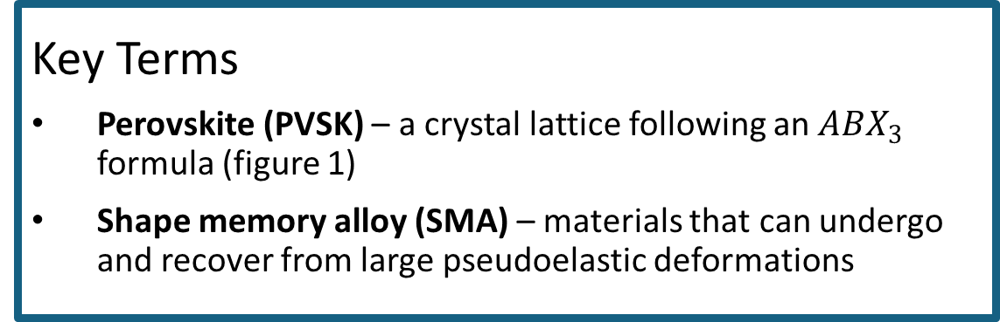 Key Terms
• Perovskite (PVSK) – a crystal lattice following an ABX₃
formula (figure 1)
• Shape memory alloy (SMA) – materials that can undergo
and recover from large pseudoelastic deformations